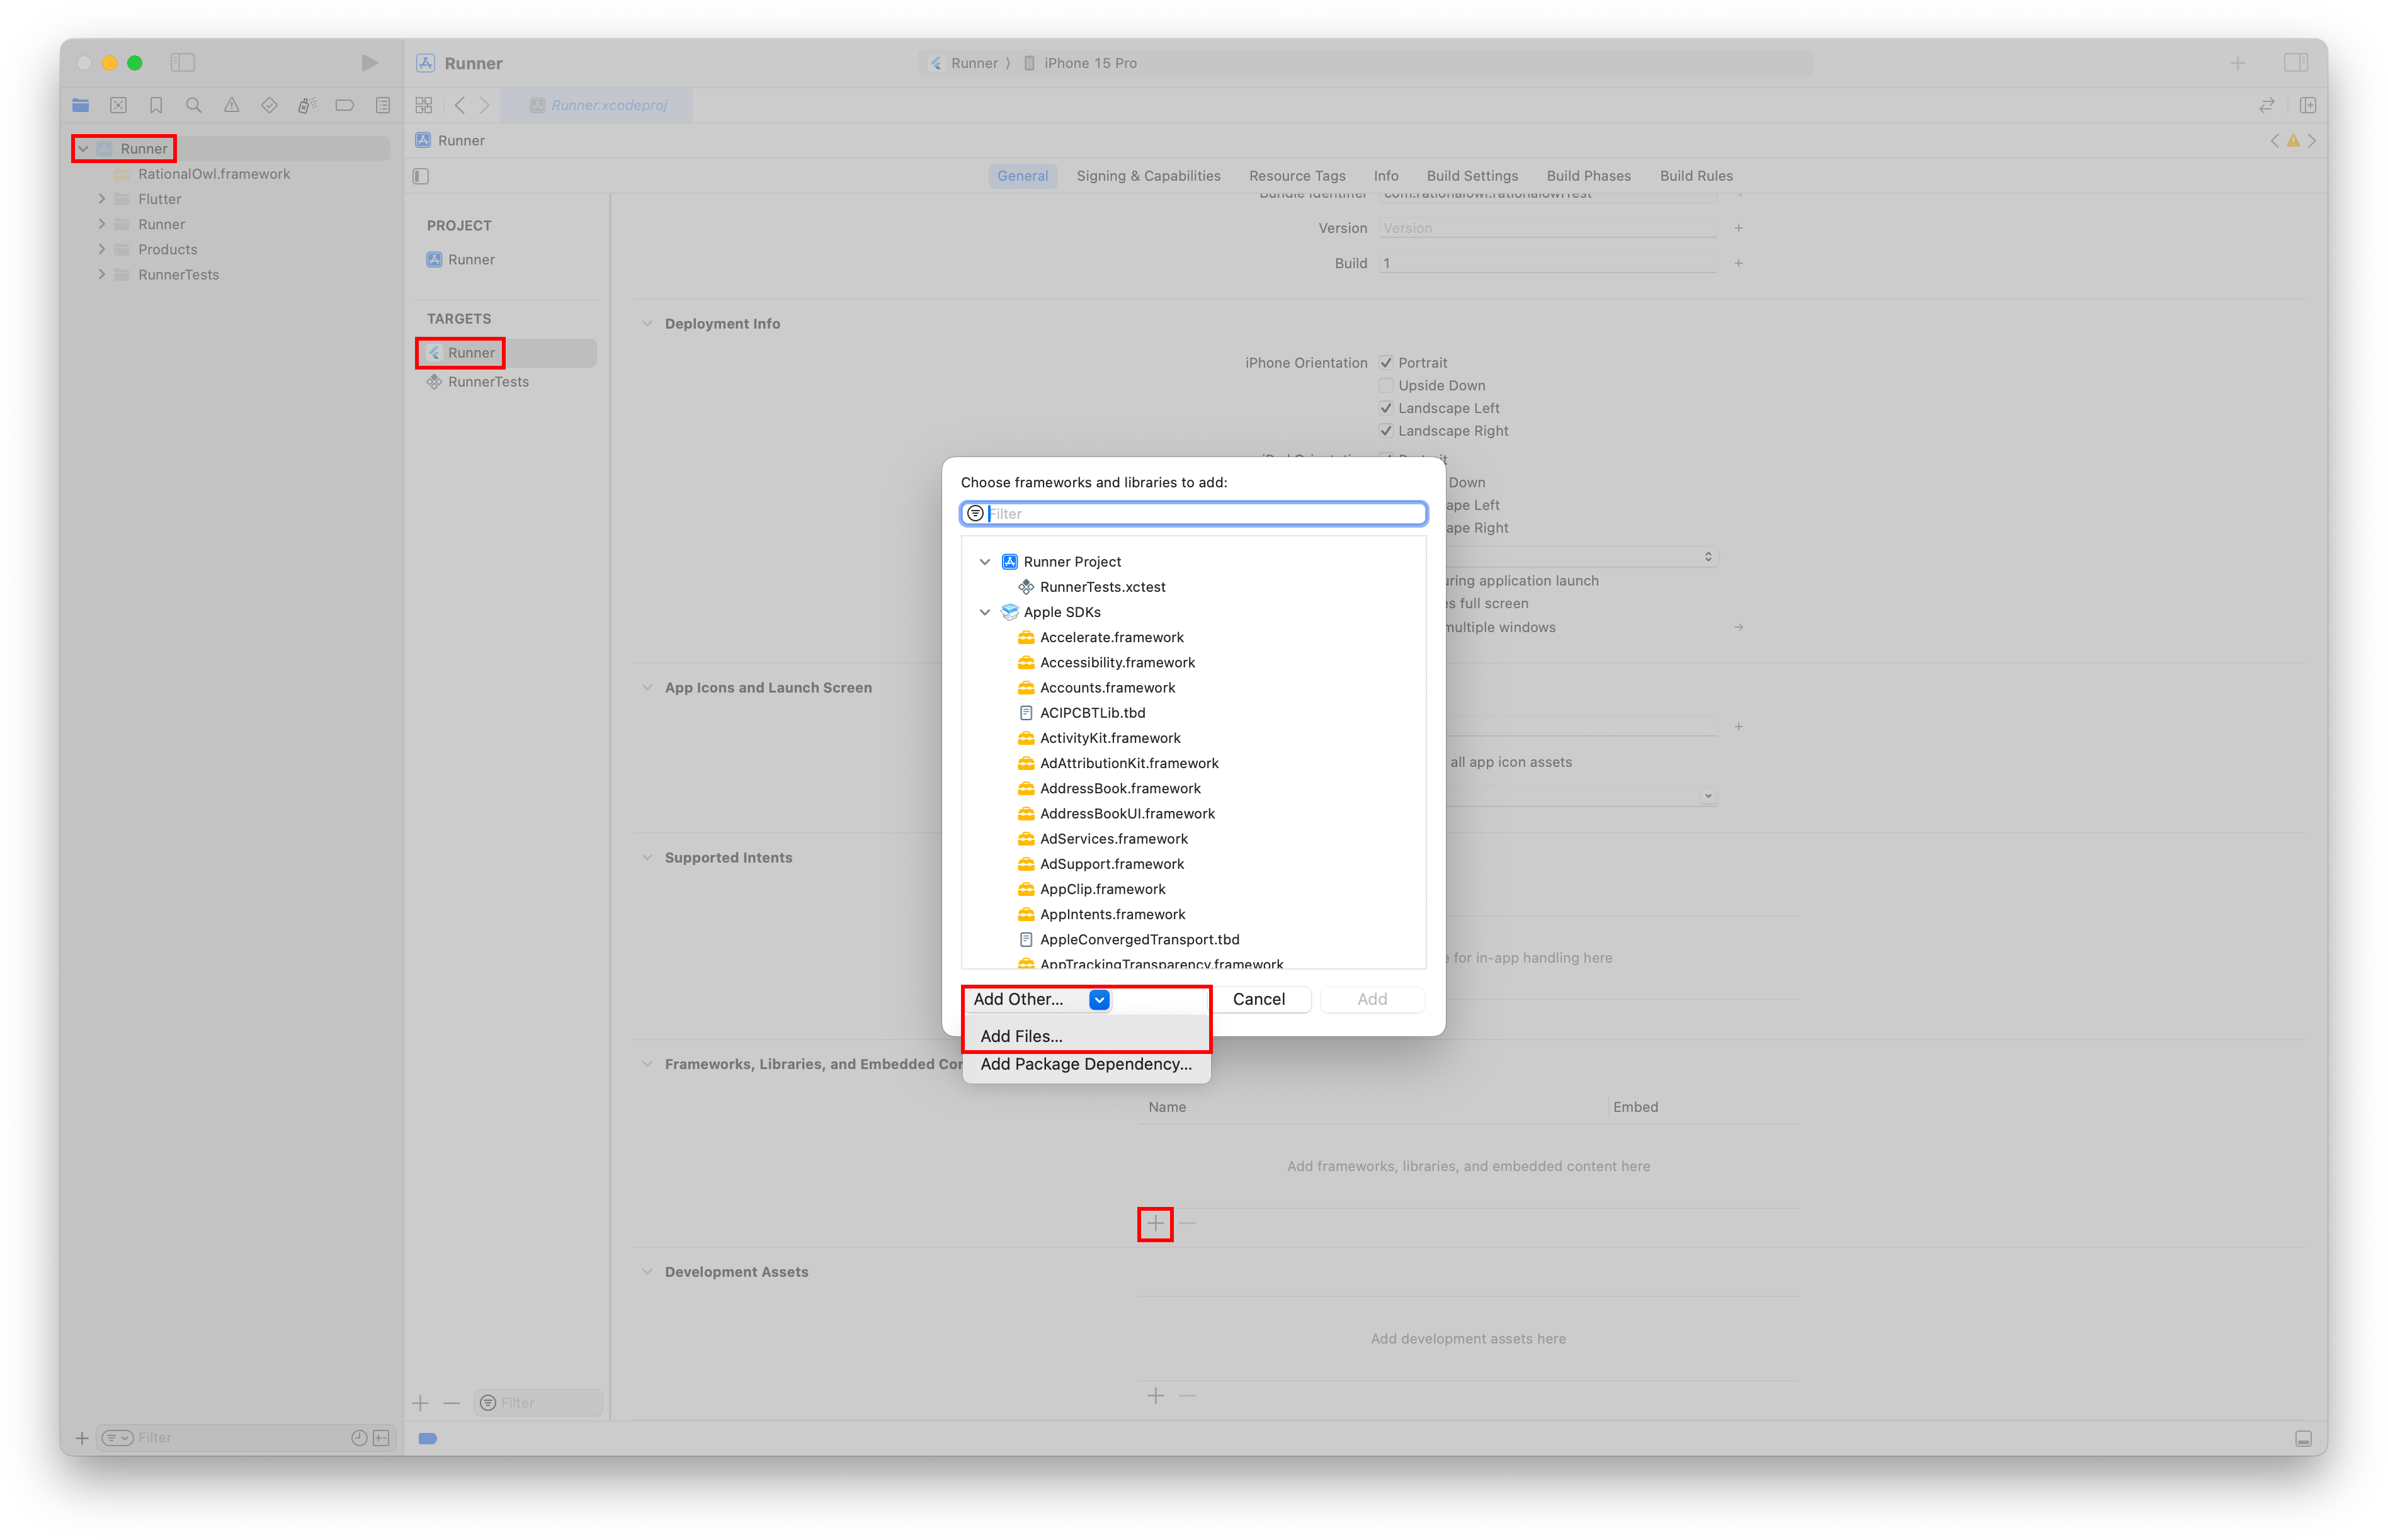 Runner
Runner ⟩ iPhone 15 Pro
Runner.xcodeproj
Runner
RationalOwl.framework
Flutter
Runner
Products
RunnerTests
Filter
Runner
General
Signing & Capabilities
Resource Tags
Info
Build Settings
Build Phases
Build Rules
PROJECT
Runner
TARGETS
Runner
RunnerTests
Filter
Bundle Identifier com.rationalowl.rationalowlTest
Version Version
Build 1
Deployment Info
iPhone Orientation Portrait
Upside Down
Landscape Left
Landscape Right
Down
ape Left
ape Right
uring application launch
es full screen
multiple windows
App Icons and Launch Screen
all app icon assets
Supported Intents
e for in-app handling here
Frameworks, Libraries, and Embedded Con
Name Embed
Add frameworks, libraries, and embedded content here
Development Assets
Add development assets here
Choose frameworks and libraries to add:
Filter
Runner Project
RunnerTests.xctest
Apple SDKs
Accelerate.framework
Accessibility.framework
Accounts.framework
ACIPCBTLib.tbd
ActivityKit.framework
AdAttributionKit.framework
AddressBook.framework
AddressBookUI.framework
AdServices.framework
AdSupport.framework
AppClip.framework
AppIntents.framework
AppleConvergedTransport.tbd
AppTrackingTransparency.framework
Add Other...
Cancel
Add
Add Files...
Add Package Dependency...